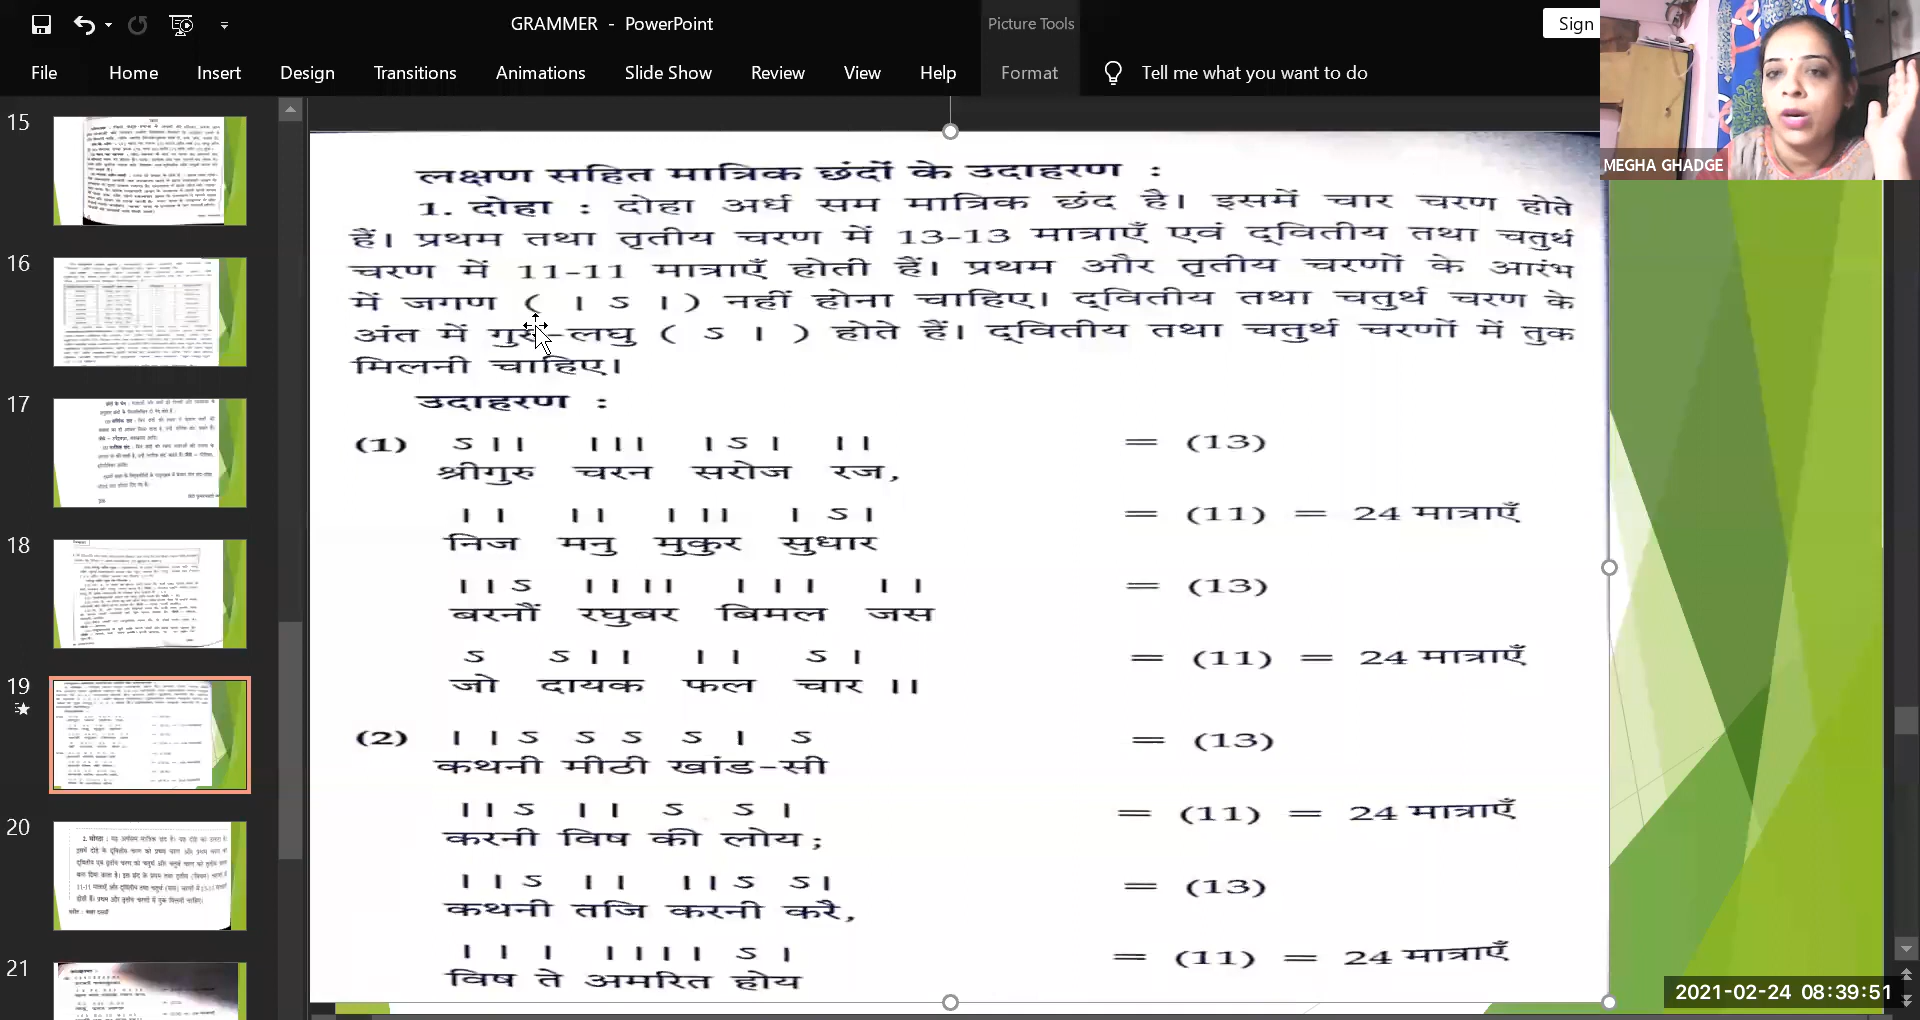 GRAMMER - PowerPoint
Picture Tools
Sign
File Home Insert Design Transitions Animations Slide Show Review View Help Format Tell me what you want to do
MEGHA GHADGE
15
16
17
18
19
20
21
लक्षण सहित मात्रिक छंदों के उदाहरण :
1. दोहा : दोहा अर्ध सम मात्रिक छंद है। इसमें चार चरण होते
हैं। प्रथम तथा तृतीय चरण में 13-13 मात्राएँ एवं द्‌वितीय तथा चतुर्थ
चरण में 11-11 मात्राएँ होती हैं। प्रथम और तृतीय चरणों के आरंभ
में जगण ( । ऽ । ) नहीं होना चाहिए। द्‌वितीय तथा चतुर्थ चरण के
अंत में गुरु-लघु ( ऽ । ) होते हैं। द्‌वितीय तथा चतुर्थ चरणों में तुक
मिलनी चाहिए।
उदाहरण :
(1) ऽ । । । । । । ऽ । । । = (13)
श्रीगुरु चरन सरोज रज,
। । । । । । । । ऽ । = (11) = 24 मात्राएँ
निज मनु मुकुर सुधार
। । ऽ । । । । । । । । । = (13)
बरनौं रघुबर बिमल जस
ऽ ऽ । । । । ऽ । = (11) = 24 मात्राएँ
जो दायक फल चार ।।
(2) । । ऽ ऽ ऽ ऽ । ऽ = (13)
कथनी मीठी खांड-सी
। । ऽ । । ऽ ऽ । = (11) = 24 मात्राएँ
करनी विष की लोय ;
। । ऽ । । । । ऽ ऽ । = (13)
कथनी तजि करनी करै,
। । । । । । । ऽ । = (11) = 24 मात्राएँ
विष ते अमरित होय
2021-02-24 08:39:51